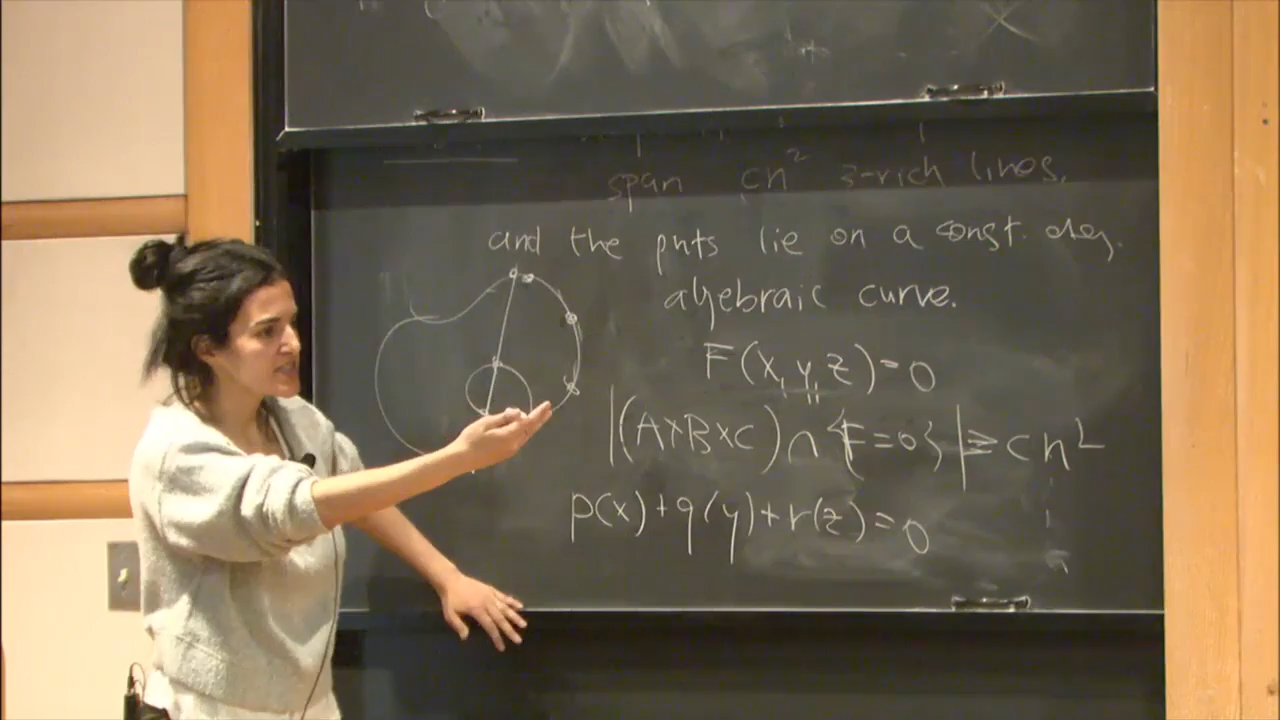 span cn² 3-rich lines,
and the pnts lie on a const. deg.
algebraic curve.
F(x,y,z)=0
|(A×B×C)∩{F=0}|≥cn²
p(x)+q(y)+r(z)=0